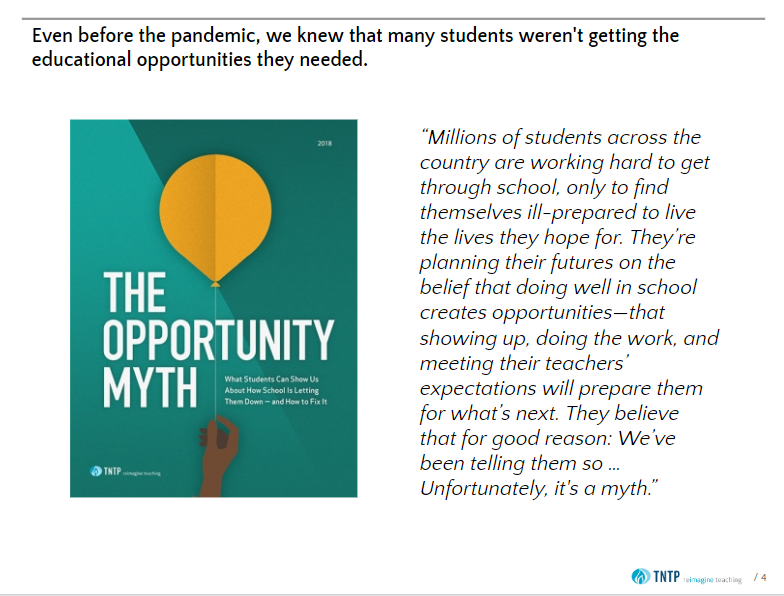 Even before the pandemic, we knew that many students weren't getting the
educational opportunities they needed.
2018
THE
OPPORTUNITY
MYTH
What Students Can Show Us
About How School Is Letting
Them Down — and How to Fix It
TNTP reimagine teaching
“Millions of students across the
country are working hard to get
through school, only to find
themselves ill-prepared to live
the lives they hope for. They’re
planning their futures on the
belief that doing well in school
creates opportunities—that
showing up, doing the work, and
meeting their teachers’
expectations will prepare them
for what’s next. They believe
that for good reason: We’ve
been telling them so ...
Unfortunately, it's a myth.”
TNTP reimagine teaching / 4